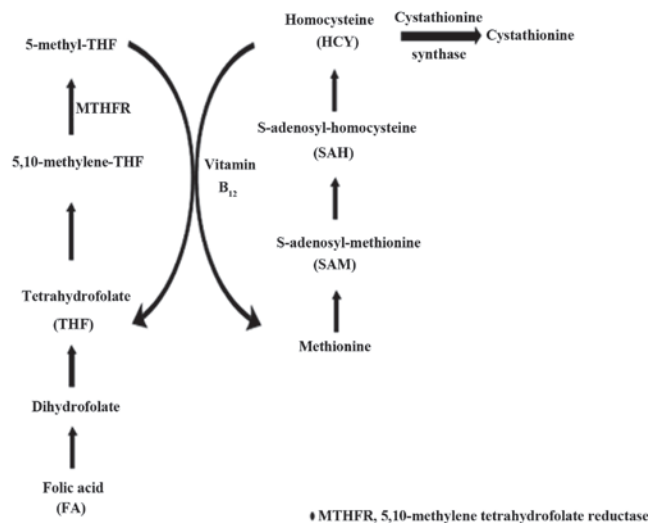 5-methyl-THF
MTHFR
5,10-methylene-THF
Tetrahydrofolate
(THF)
Dihydrofolate
Folic acid
(FA)
Vitamin
B₁₂
Homocysteine
(HCY)
Cystathionine
synthase
Cystathionine
S-adenosyl-homocysteine
(SAH)
S-adenosyl-methionine
(SAM)
Methionine
♦ MTHFR, 5,10-methylene tetrahydrofolate reductase